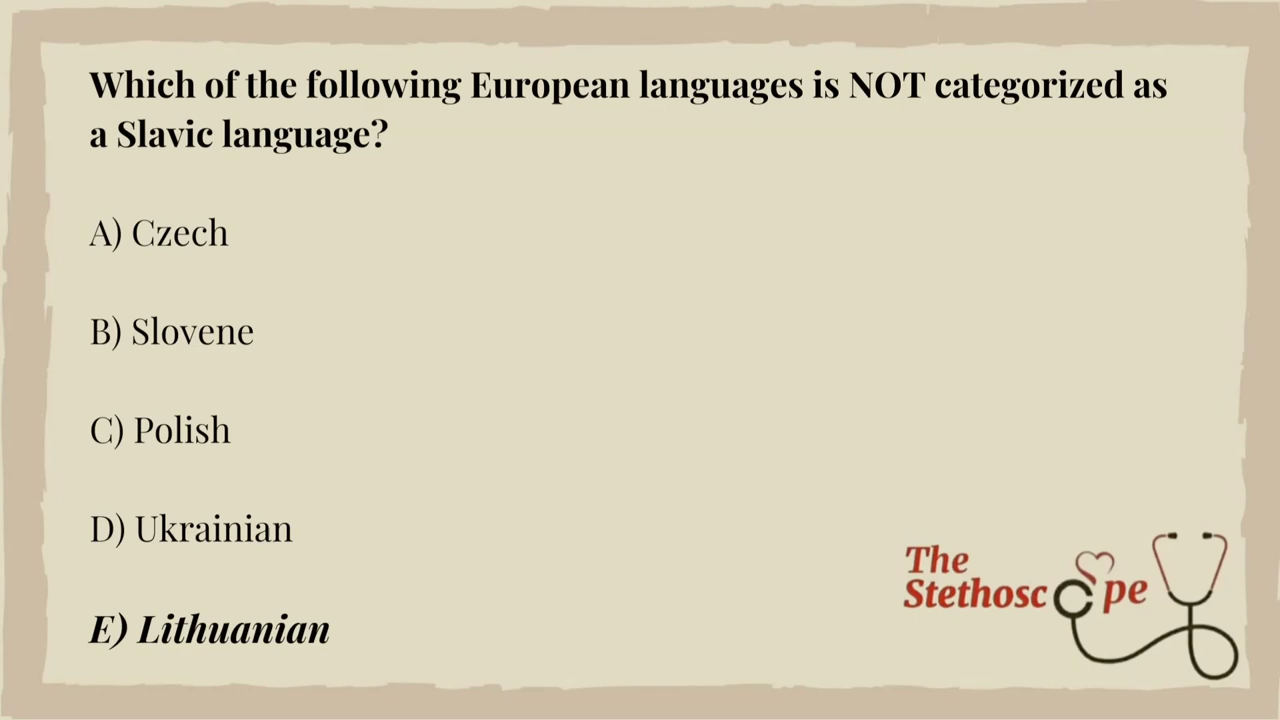 Which of the following European languages is NOT categorized as
a Slavic language?
A) Czech
B) Slovene
C) Polish
D) Ukrainian
E) Lithuanian
The
Stethoscope